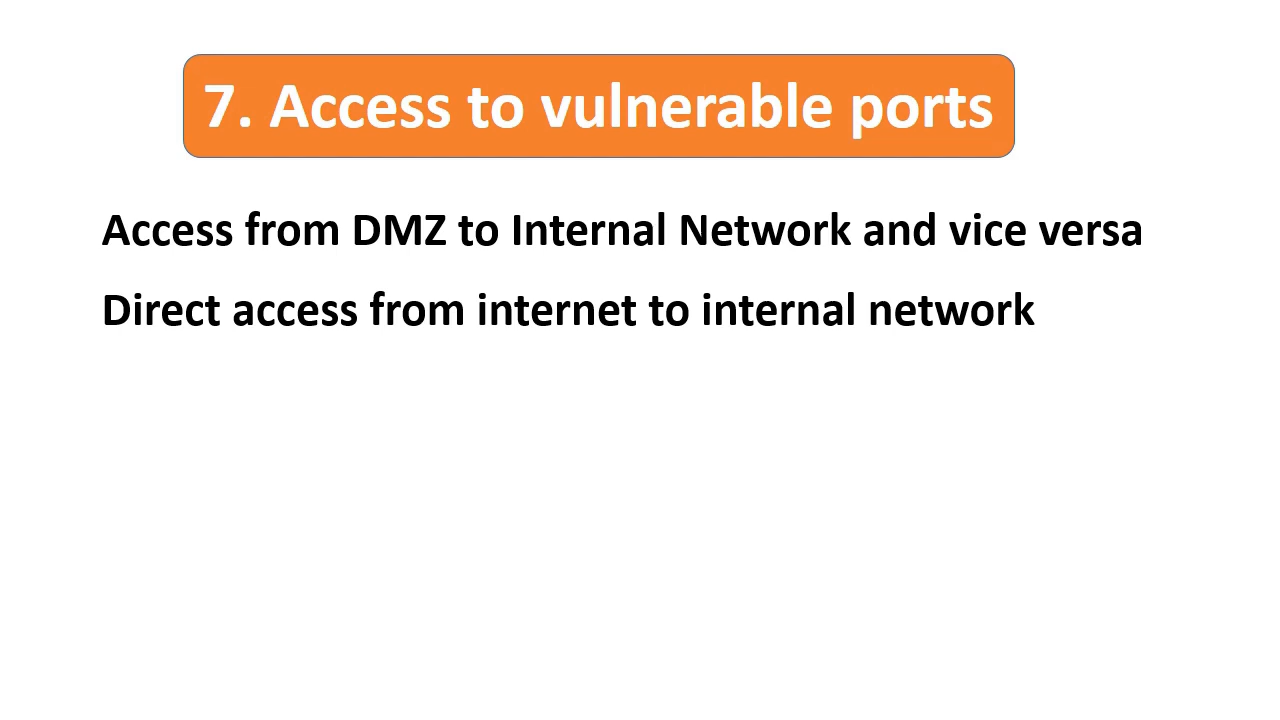 7. Access to vulnerable ports
Access from DMZ to Internal Network and vice versa
Direct access from internet to internal network